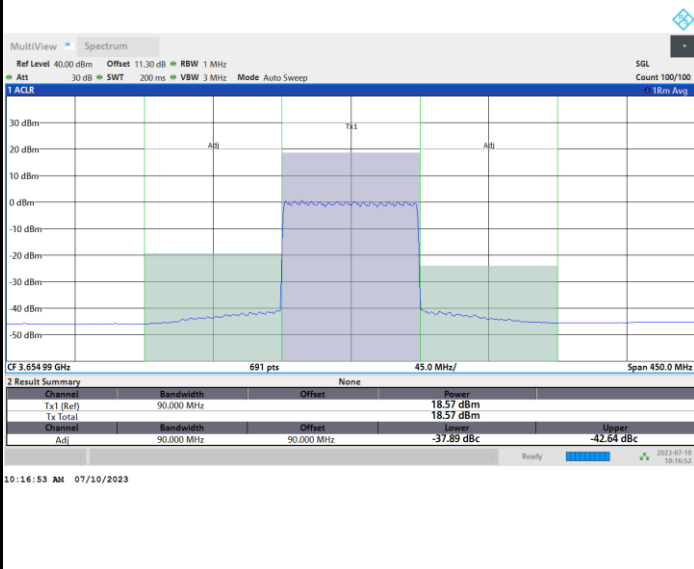 MultiView Spectrum
Ref Level 40.00 dBm Offset 11.30 dB RBW 1 MHz SGL
Att 30 dB SWT 200 ms VBW 3 MHz Mode Auto Sweep Count 100/100
1 ACLR 1Rm Avg
30 dBm
Tx1
Adj Adj
20 dBm
10 dBm
0 dBm
-10 dBm
-20 dBm
-30 dBm
-40 dBm
-50 dBm
CF 3.654 99 GHz 691 pts 45.0 MHz/ Span 450.0 MHz
2 Result Summary None
Channel Bandwidth Offset Power
Tx1 (Ref) 90.000 MHz 18.57 dBm
Tx Total 18.57 dBm
Channel Bandwidth Offset Lower Upper
Adj 90.000 MHz 90.000 MHz -37.89 dBc -42.64 dBc
Ready 2023-07-10
10:16:52
10:16:53 AM 07/10/2023